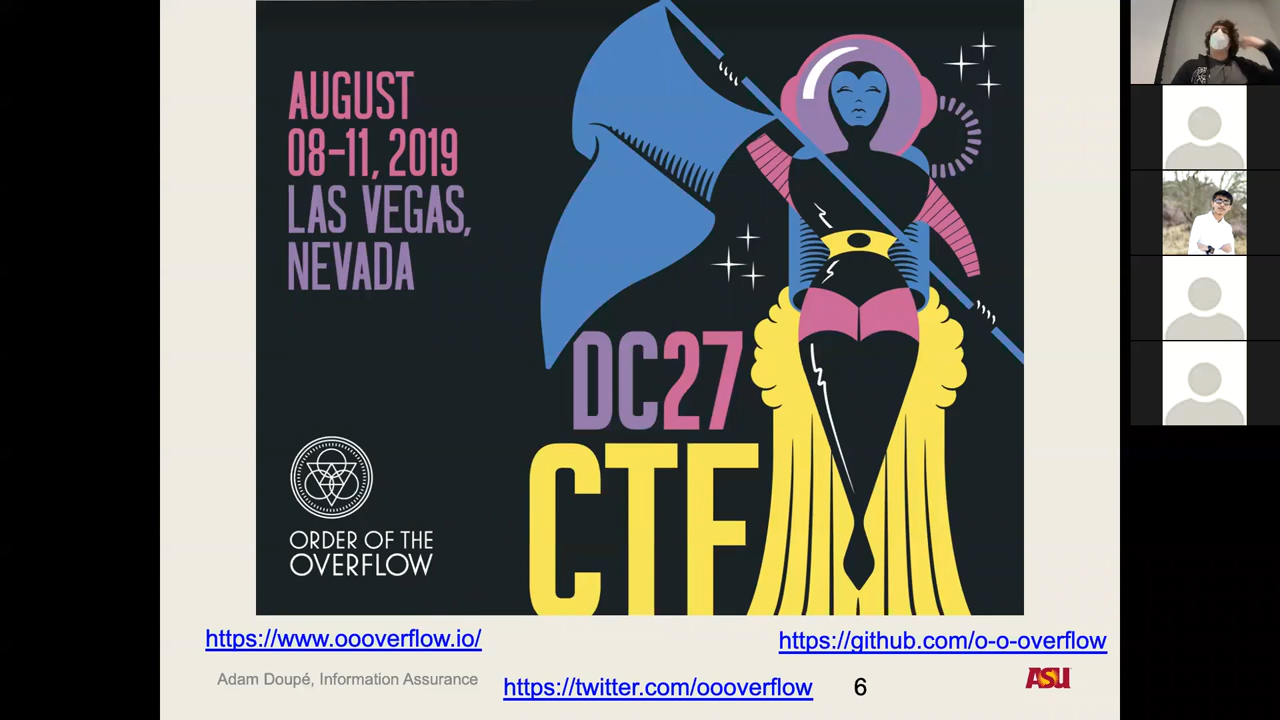 AUGUST
08-11, 2019
LAS VEGAS,
NEVADA
DC27
CTF
ORDER OF THE
OVERFLOW
https://www.oooverflow.io/
https://github.com/o-o-overflow
Adam Doupé, Information Assurance
https://twitter.com/oooverflow
6
ASU